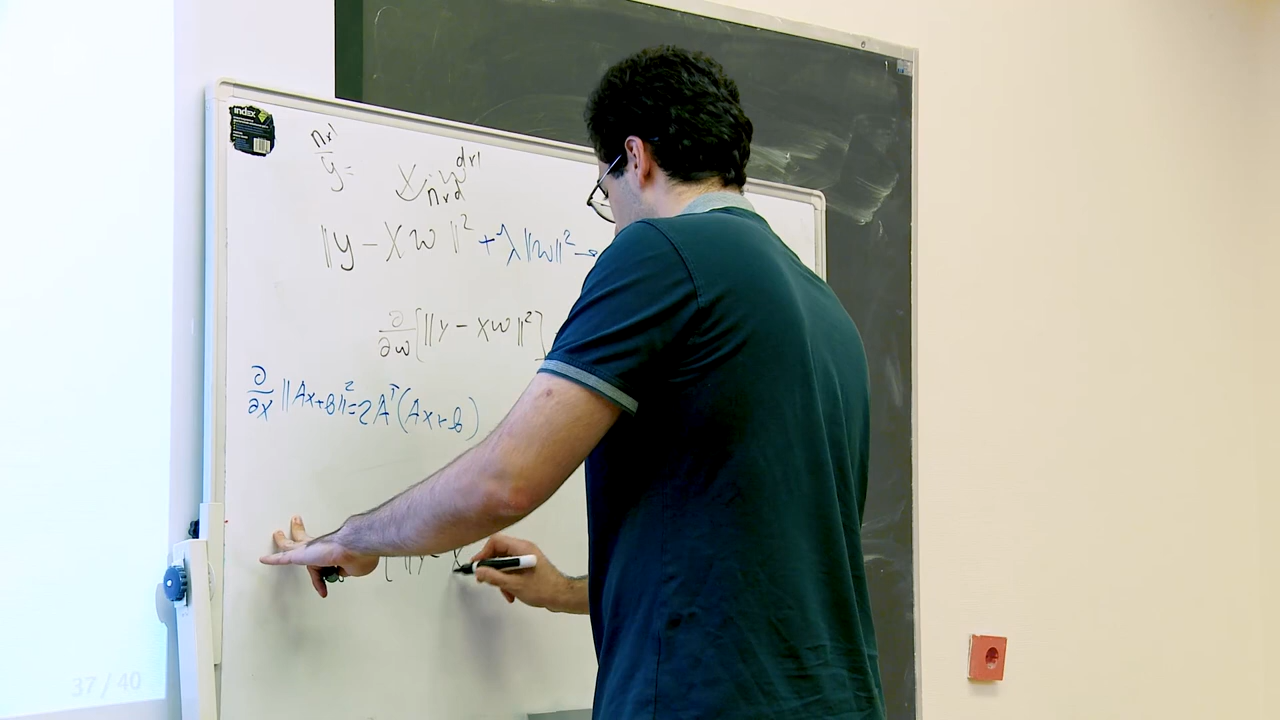 index
n×1 d×1
y = X · w
n×d
||y − Xw||² + λ||w||² →
∂/∂w [||y − Xw||²]
∂/∂x ||Ax+b||² = 2Aᵀ(Ax+b)
[||y − X
37 / 40